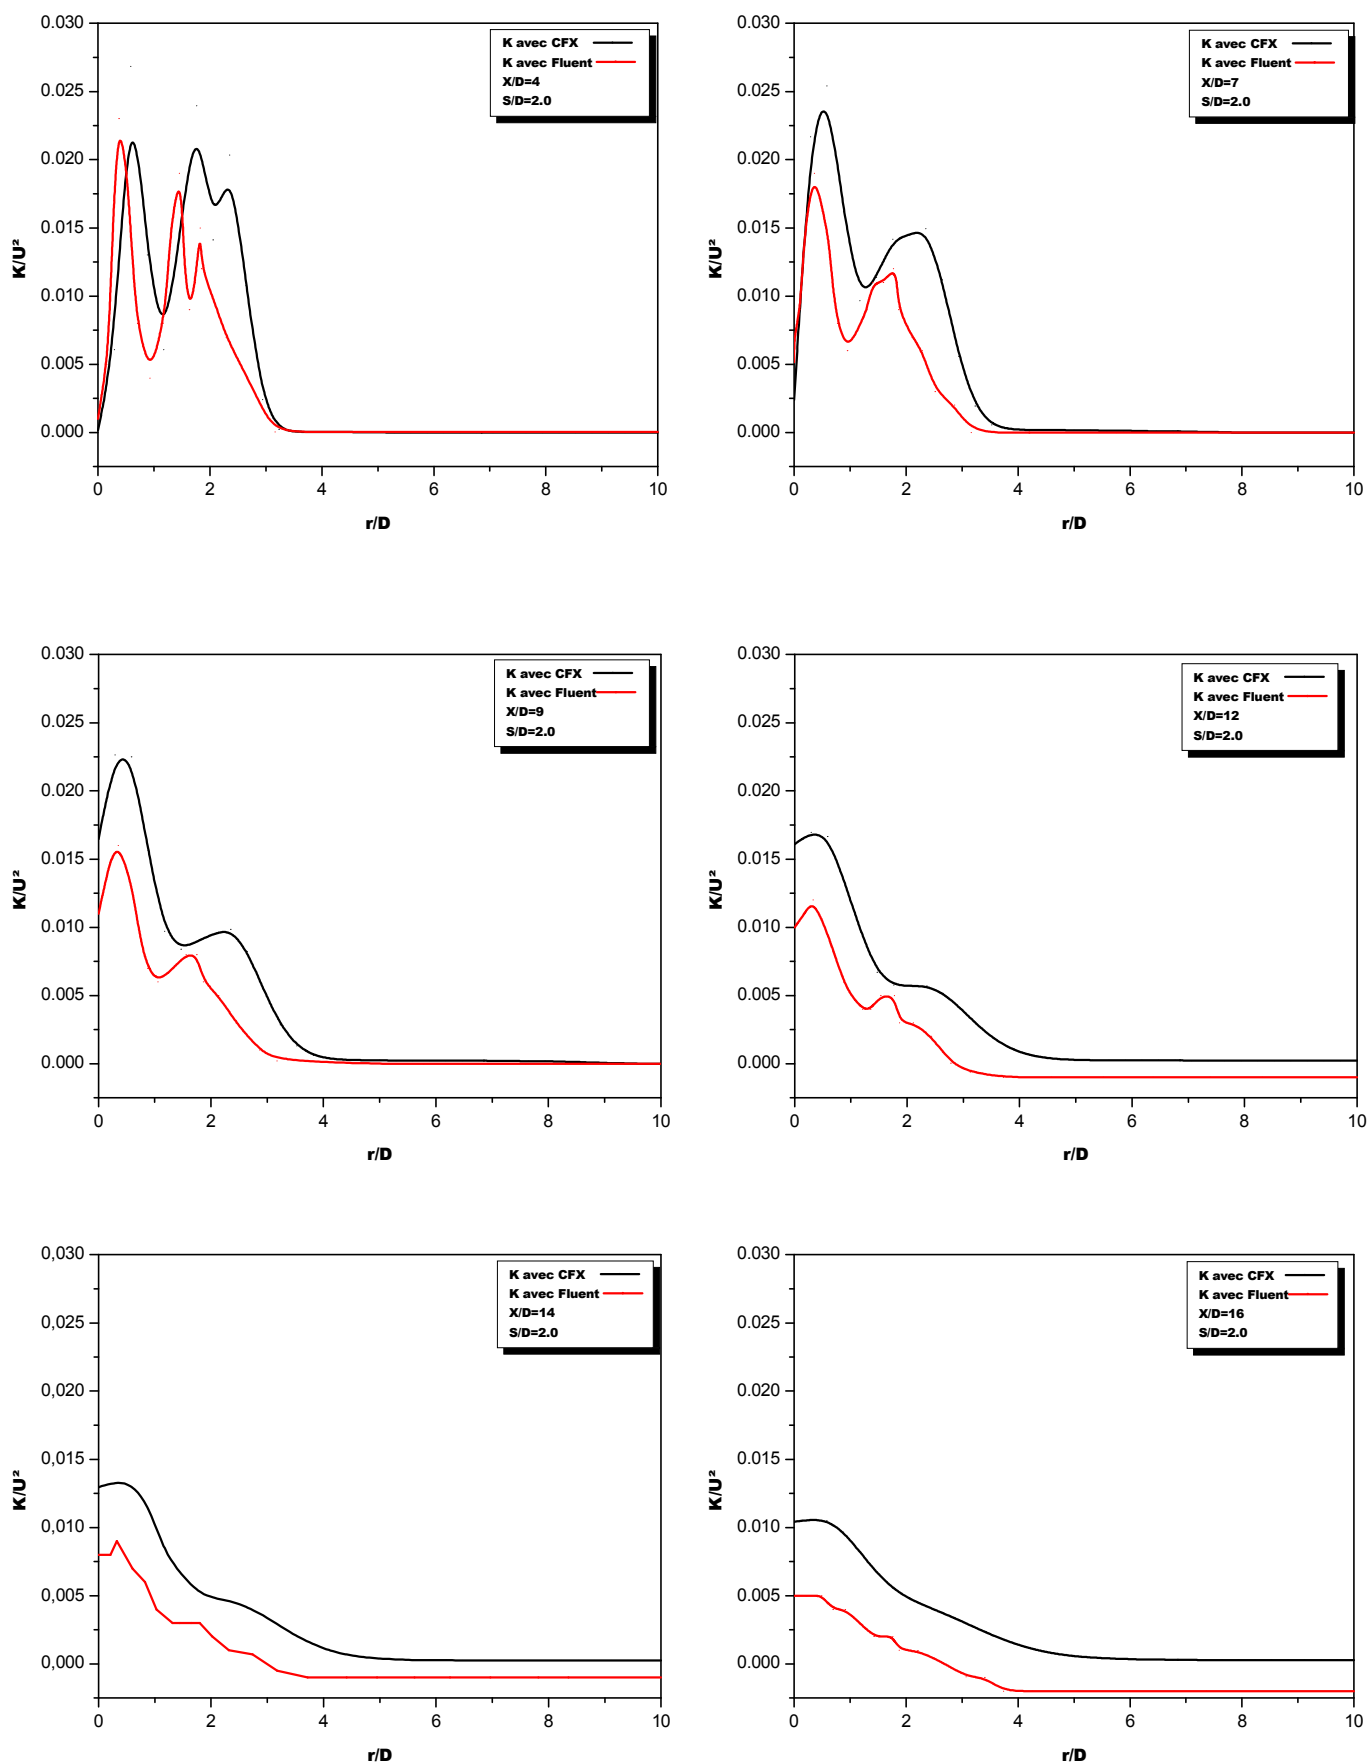 0.030
0.025
0.020
0.015
0.010
0.005
0.000
K/U²
0 2 4 6 8 10
r/D
K avec CFX
K avec Fluent
X/D=4
S/D=2.0
0.030
0.025
0.020
0.015
0.010
0.005
0.000
K/U²
0 2 4 6 8 10
r/D
K avec CFX
K avec Fluent
X/D=7
S/D=2.0
0.030
0.025
0.020
0.015
0.010
0.005
0.000
K/U²
0 2 4 6 8 10
r/D
K avec CFX
K avec Fluent
X/D=9
S/D=2.0
0.030
0.025
0.020
0.015
0.010
0.005
0.000
K/U²
0 2 4 6 8 10
r/D
K avec CFX
K avec Fluent
X/D=12
S/D=2.0
0,030
0,025
0,020
0,015
0,010
0,005
0,000
K/U²
0 2 4 6 8 10
r/D
K avec CFX
K avec Fluent
X/D=14
S/D=2.0
0.030
0.025
0.020
0.015
0.010
0.005
0.000
K/U²
0 2 4 6 8 10
r/D
K avec CFX
K avec Fluent
X/D=16
S/D=2.0